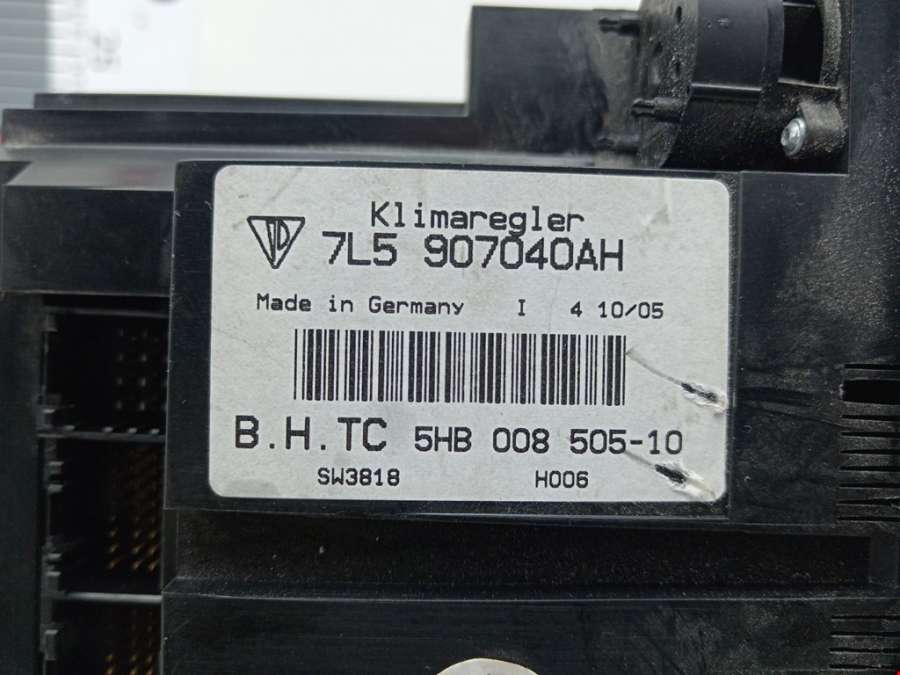 Klimaregler
7L5 907040AH
Made in Germany I 4 10/05
B.H.TC 5HB 008 505-10
SW3818 H006